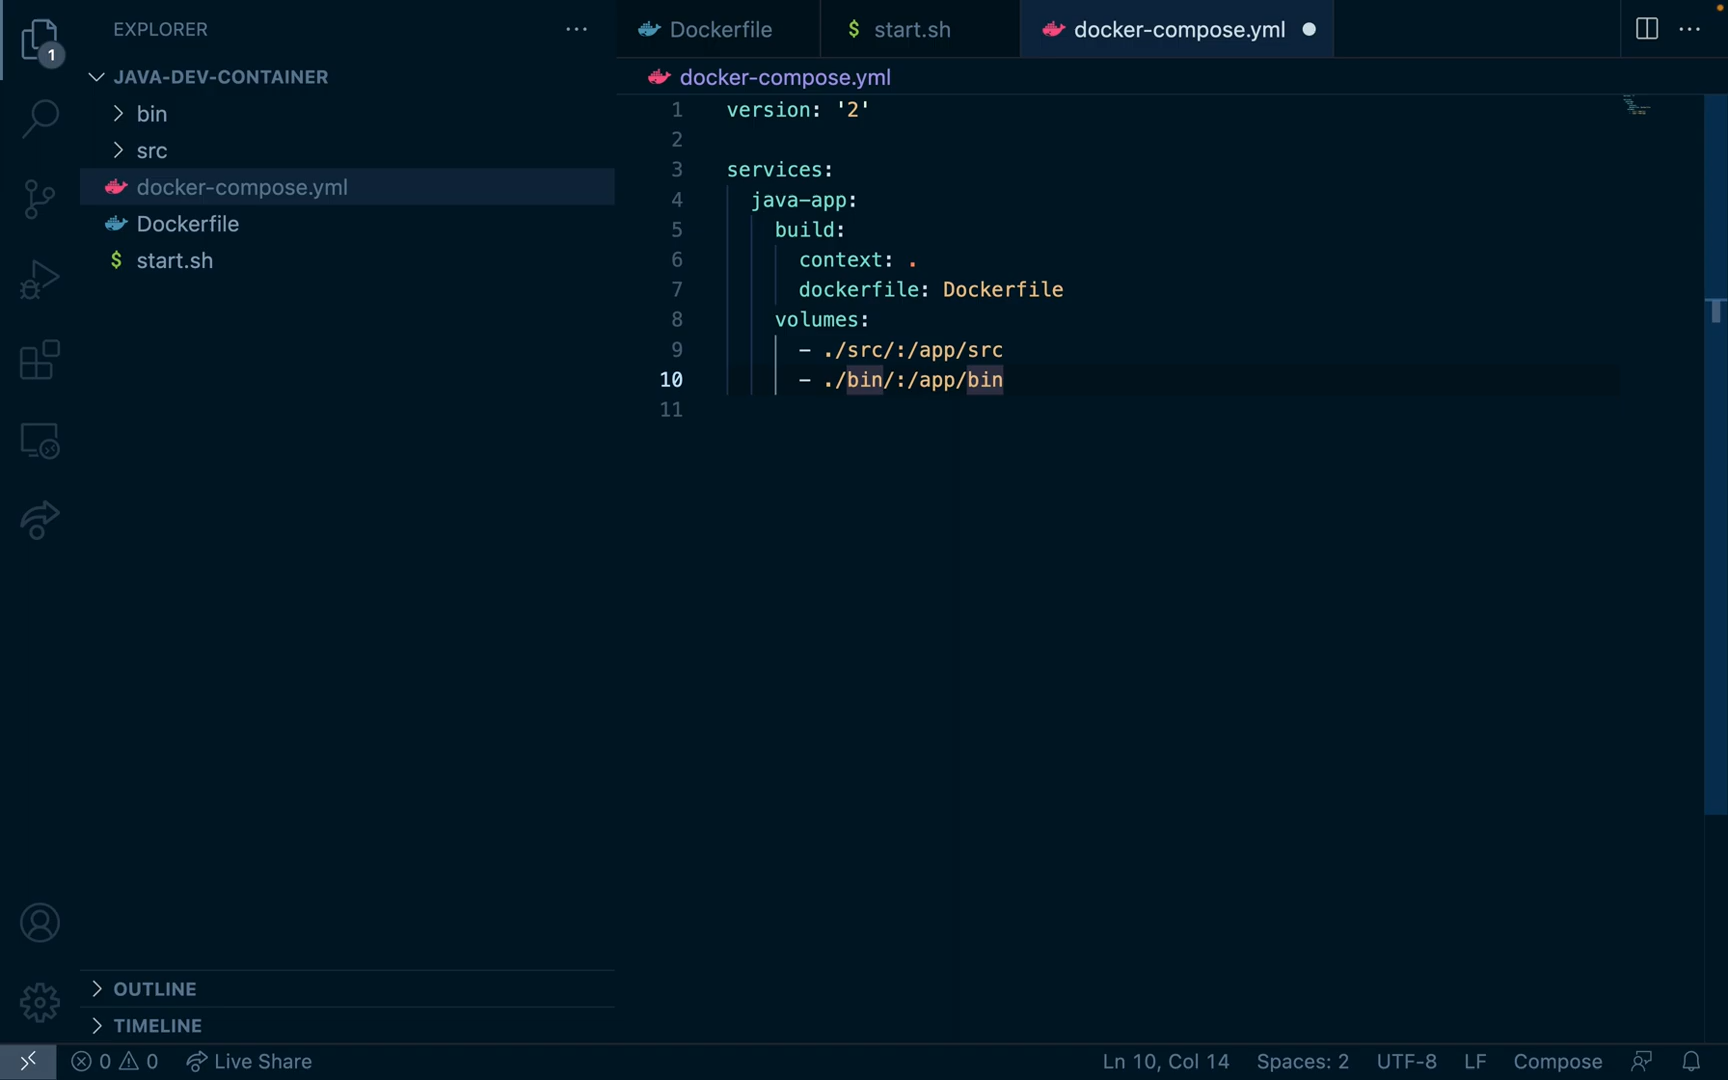 EXPLORER
JAVA-DEV-CONTAINER
bin
src
docker-compose.yml
Dockerfile
$ start.sh
OUTLINE
TIMELINE
1
Dockerfile
$ start.sh
docker-compose.yml
docker-compose.yml
1 version: '2'
2
3 services:
4 java-app:
5 build:
6 context: .
7 dockerfile: Dockerfile
8 volumes:
9 - ./src/:/app/src
10 - ./bin/:/app/bin
11
0 0 Live Share Ln 10, Col 14 Spaces: 2 UTF-8 LF Compose